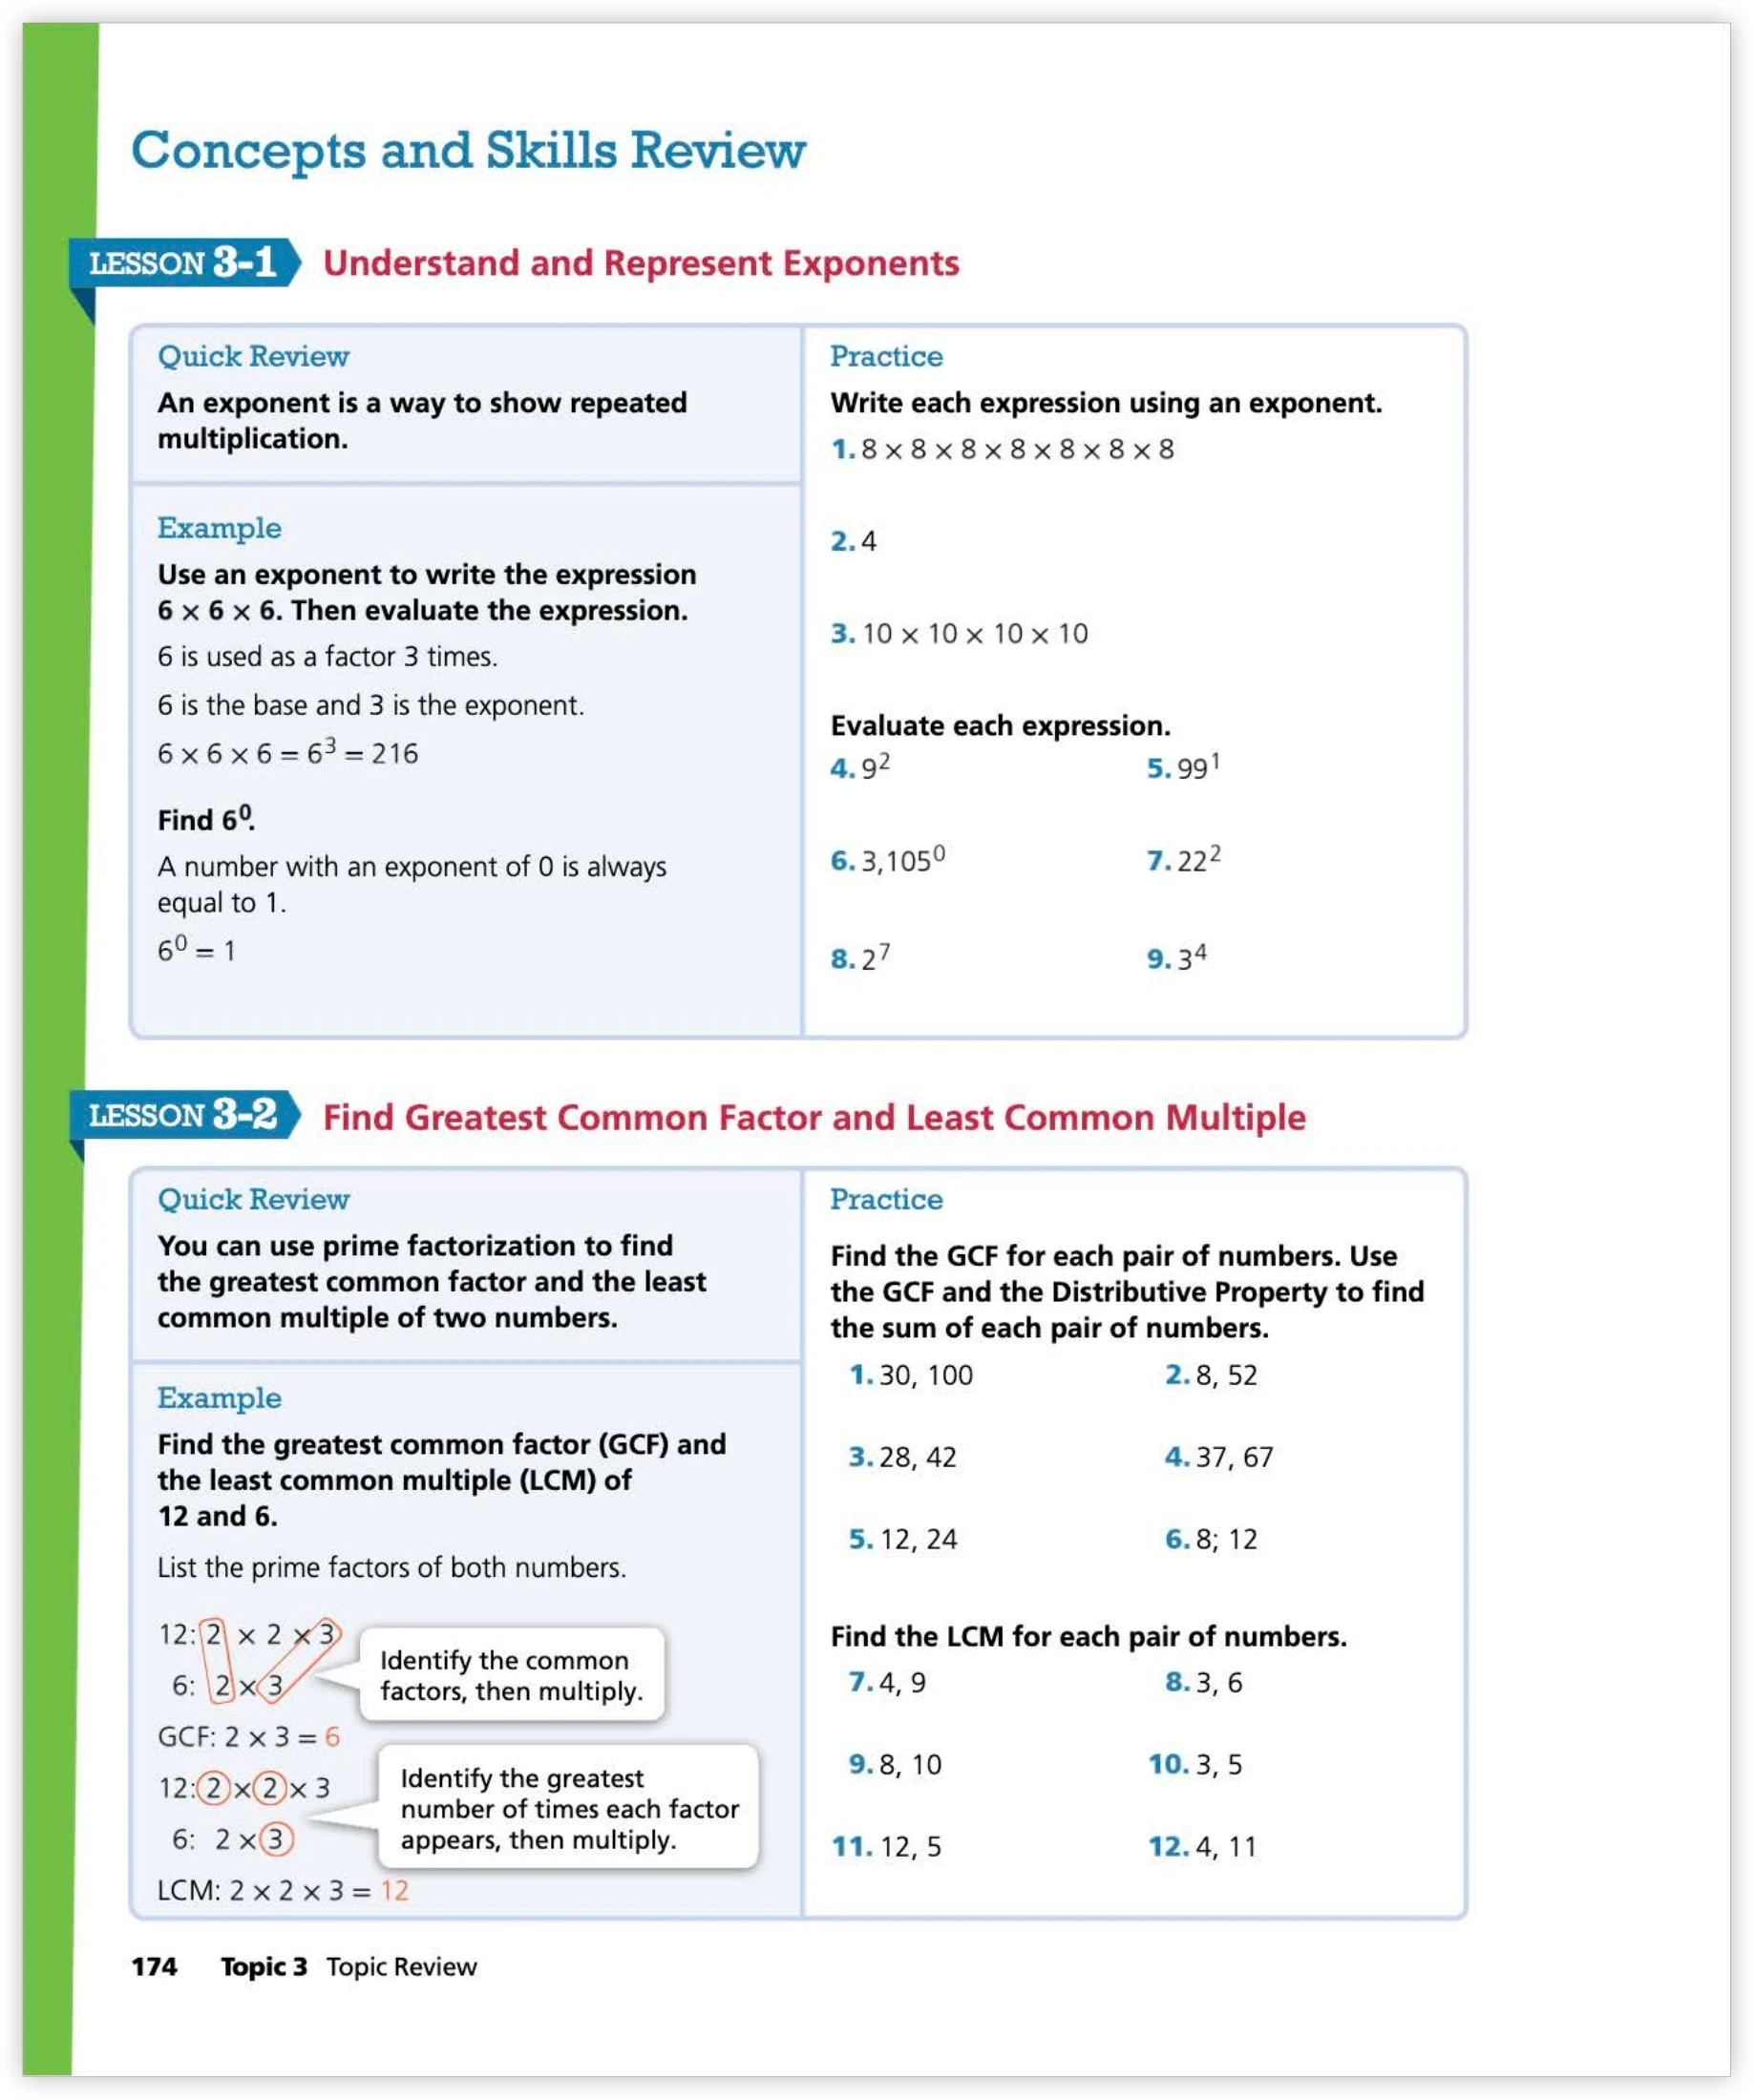 Concepts and Skills Review
LESSON 3-1 Understand and Represent Exponents
Quick Review
An exponent is a way to show repeated
multiplication.
Example
Use an exponent to write the expression
6 × 6 × 6. Then evaluate the expression.
6 is used as a factor 3 times.
6 is the base and 3 is the exponent.
6 × 6 × 6 = 6³ = 216
Find 6⁰.
A number with an exponent of 0 is always
equal to 1.
6⁰ = 1
Practice
Write each expression using an exponent.
1. 8 × 8 × 8 × 8 × 8 × 8 × 8
2. 4
3. 10 × 10 × 10 × 10
Evaluate each expression.
4. 9² 5. 99¹
6. 3,105⁰ 7. 22²
8. 2⁷ 9. 3⁴
LESSON 3-2 Find Greatest Common Factor and Least Common Multiple
Quick Review
You can use prime factorization to find
the greatest common factor and the least
common multiple of two numbers.
Example
Find the greatest common factor (GCF) and
the least common multiple (LCM) of
12 and 6.
List the prime factors of both numbers.
12: 2 × 2 × 3
6: 2 × 3
Identify the common
factors, then multiply.
GCF: 2 × 3 = 6
12: 2 × 2 × 3
6: 2 × 3
Identify the greatest
number of times each factor
appears, then multiply.
LCM: 2 × 2 × 3 = 12
Practice
Find the GCF for each pair of numbers. Use
the GCF and the Distributive Property to find
the sum of each pair of numbers.
1. 30, 100 2. 8, 52
3. 28, 42 4. 37, 67
5. 12, 24 6. 8; 12
Find the LCM for each pair of numbers.
7. 4, 9 8. 3, 6
9. 8, 10 10. 3, 5
11. 12, 5 12. 4, 11
174 Topic 3 Topic Review